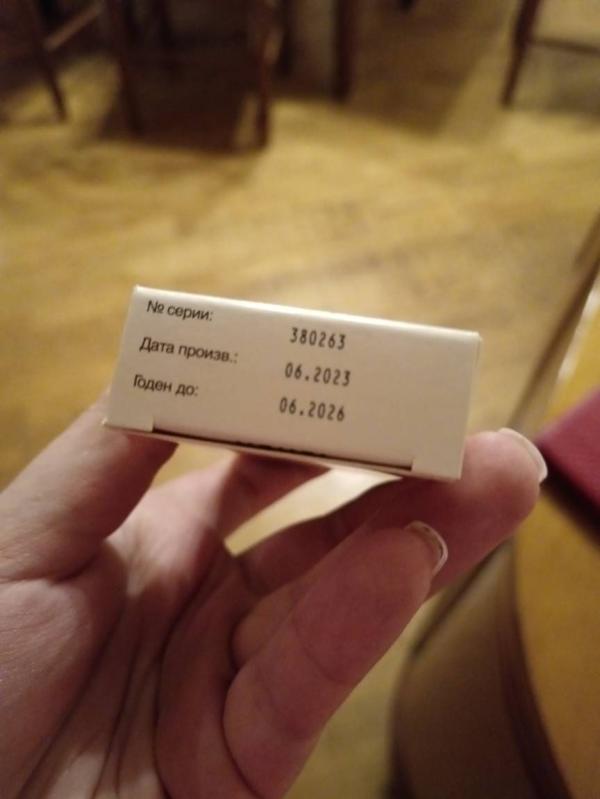 № серии: 380263
Дата произв.: 06.2023
Годен до: 06.2026